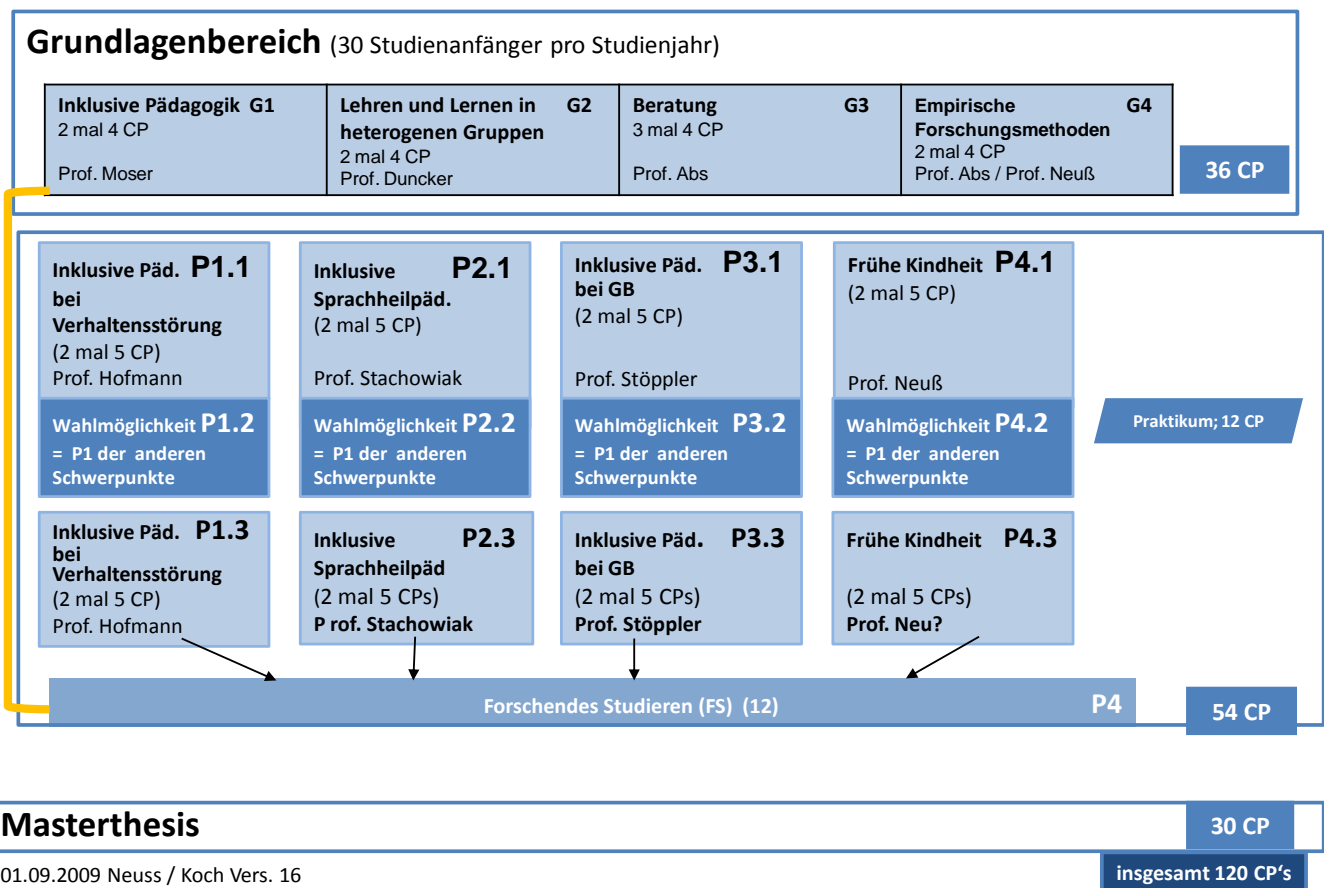 Grundlagenbereich (30 Studienanfänger pro Studienjahr)
Inklusive Pädagogik G1
2 mal 4 CP
Prof. Moser
Lehren und Lernen in G2
heterogenen Gruppen
2 mal 4 CP
Prof. Duncker
Beratung G3
3 mal 4 CP
Prof. Abs
Empirische G4
Forschungsmethoden
2 mal 4 CP
Prof. Abs / Prof. Neuß
36 CP
Inklusive Päd. P1.1
bei
Verhaltensstörung
(2 mal 5 CP)
Prof. Hofmann
Inklusive P2.1
Sprachheilpäd.
(2 mal 5 CP)
Prof. Stachowiak
Inklusive Päd. P3.1
bei GB
(2 mal 5 CP)
Prof. Stöppler
Frühe Kindheit P4.1
(2 mal 5 CP)
Prof. Neuß
Wahlmöglichkeit P1.2
= P1 der anderen
Schwerpunkte
Wahlmöglichkeit P2.2
= P1 der anderen
Schwerpunkte
Wahlmöglichkeit P3.2
= P1 der anderen
Schwerpunkte
Wahlmöglichkeit P4.2
= P1 der anderen
Schwerpunkte
Praktikum; 12 CP
Inklusive Päd. P1.3
bei
Verhaltensstörung
(2 mal 5 CP)
Prof. Hofmann
Inklusive P2.3
Sprachheilpäd
(2 mal 5 CPs)
P rof. Stachowiak
Inklusive Päd. P3.3
bei GB
(2 mal 5 CPs)
Prof. Stöppler
Frühe Kindheit P4.3
(2 mal 5 CPs)
Prof. Neu?
Forschendes Studieren (FS) (12) P4
54 CP
Masterthesis
30 CP
01.09.2009 Neuss / Koch Vers. 16
insgesamt 120 CP‘s